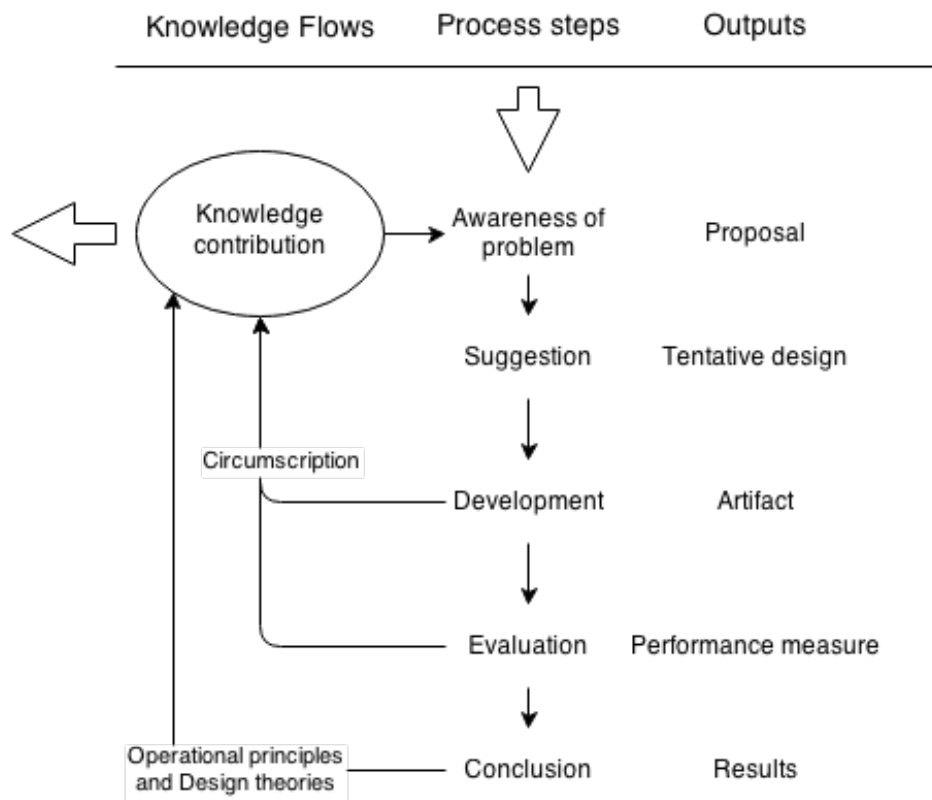 Knowledge Flows
Process steps
Outputs
Knowledge
contribution
Awareness of
problem
Proposal
Suggestion
Tentative design
Circumscription
Development
Artifact
Evaluation
Performance measure
Operational principles
and Design theories
Conclusion
Results